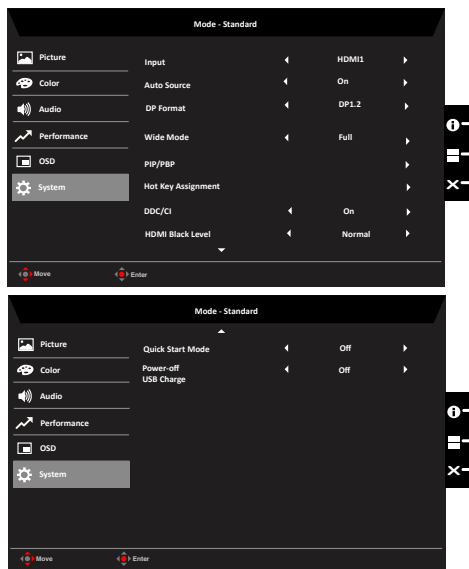 Mode - Standard
Picture
Color
Audio
Performance
OSD
System
Input HDMI1
Auto Source On
DP Format DP1.2
Wide Mode Full
PIP/PBP
Hot Key Assignment
DDC/CI On
HDMI Black Level Normal
Move Enter
Mode - Standard
Picture
Color
Audio
Performance
OSD
System
Quick Start Mode Off
Power-off Off
USB Charge
Move Enter